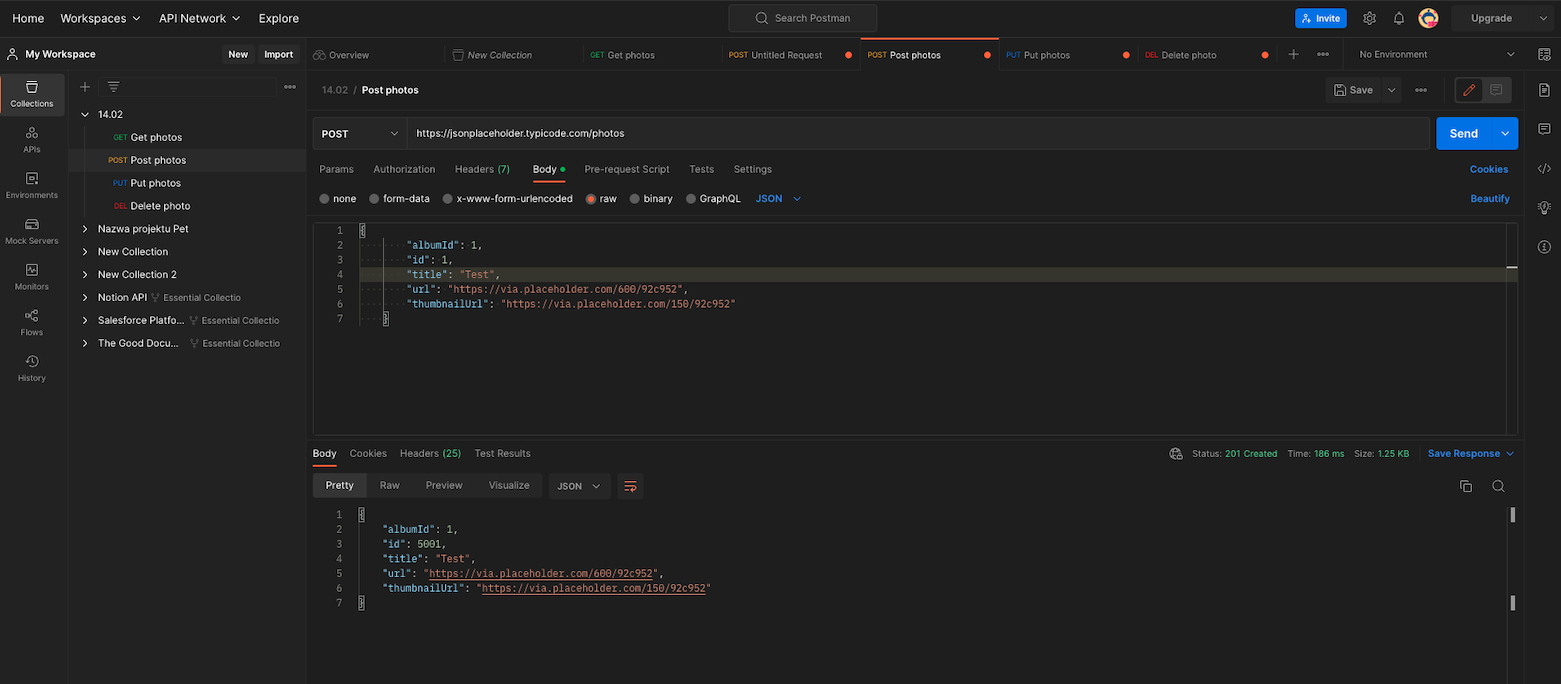 Home Workspaces API Network Explore Search Postman Invite Upgrade
My Workspace New Import Overview New Collection GET Get photos POST Untitled Request POST Post photos PUT Put photos DEL Delete photo No Environment
Collections
APIs
Environments
Mock Servers
Monitors
Flows
History
14.02
GET Get photos
POST Post photos
PUT Put photos
DEL Delete photo
Nazwa projektu Pet
New Collection
New Collection 2
Notion API Essential Collectio
Salesforce Platfo... Essential Collectio
The Good Docu... Essential Collectio
14.02 / Post photos Save
POST https://jsonplaceholder.typicode.com/photos Send
Params Authorization Headers (7) Body Pre-request Script Tests Settings Cookies
none form-data x-www-form-urlencoded raw binary GraphQL JSON Beautify
1 {
2 "albumId": 1,
3 "id": 1,
4 "title": "Test",
5 "url": "https://via.placeholder.com/600/92c952",
6 "thumbnailUrl": "https://via.placeholder.com/150/92c952"
7 }
Body Cookies Headers (25) Test Results Status: 201 Created Time: 186 ms Size: 1.25 KB Save Response
Pretty Raw Preview Visualize JSON
1 {
2 "albumId": 1,
3 "id": 5001,
4 "title": "Test",
5 "url": "https://via.placeholder.com/600/92c952",
6 "thumbnailUrl": "https://via.placeholder.com/150/92c952"
7 }